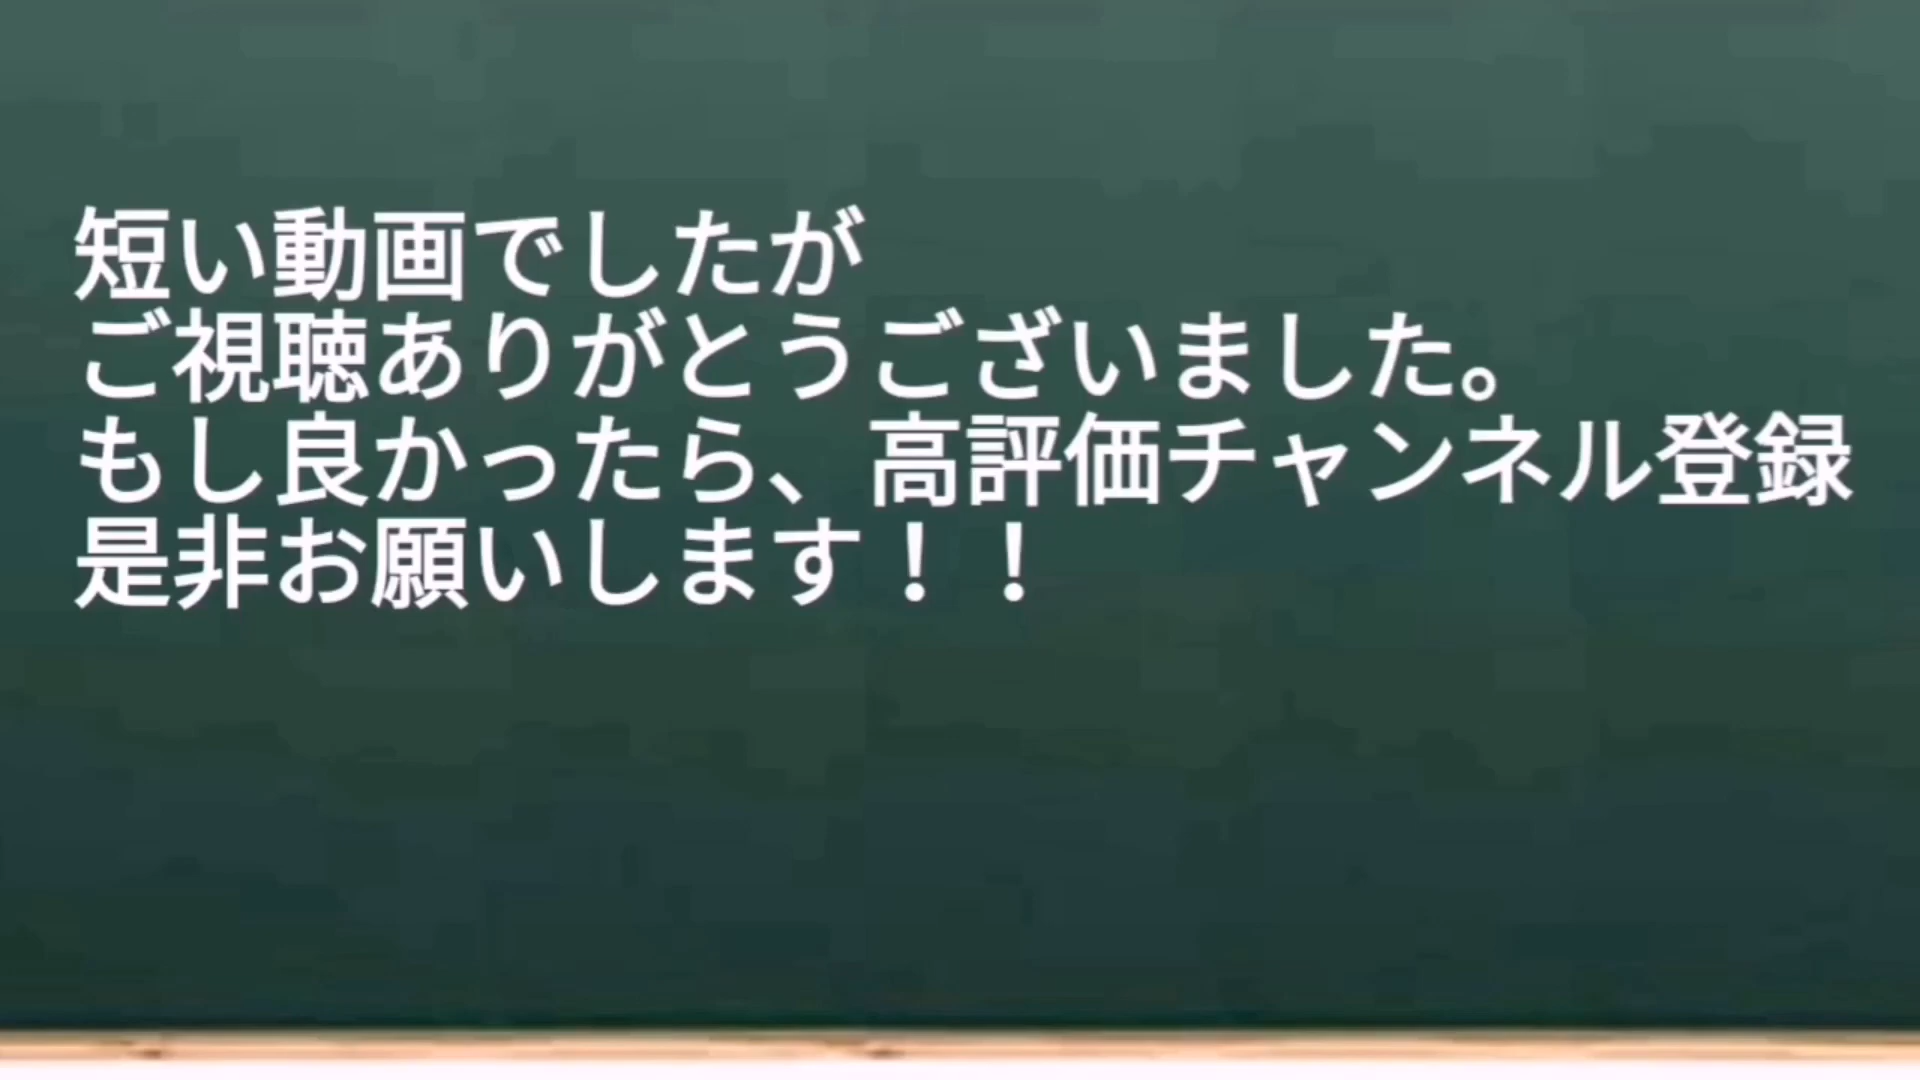 短い動画でしたが
ご視聴ありがとうございました。
もし良かったら、高評価チャンネル登録
是非お願いします！！